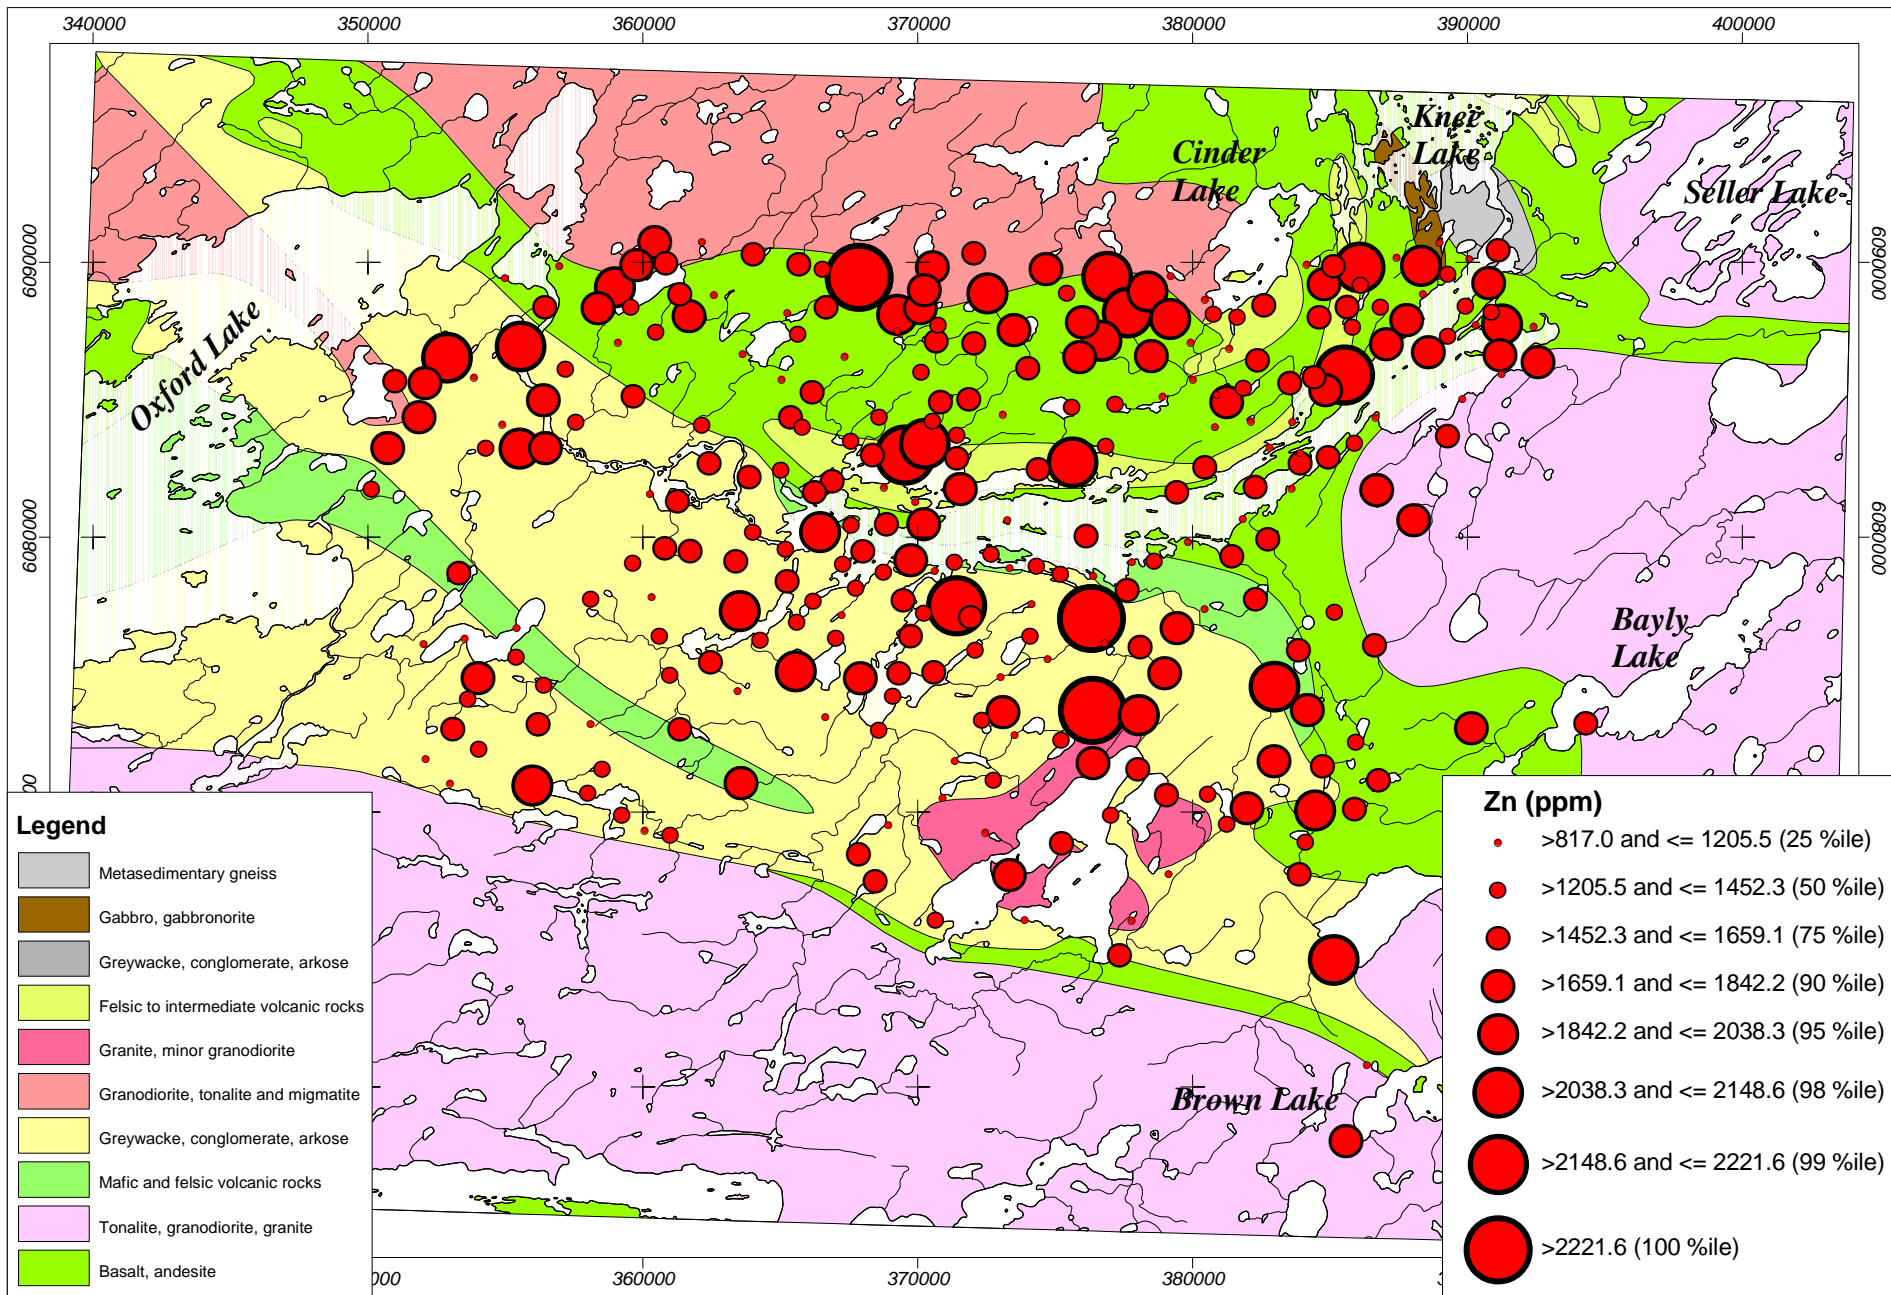 340000
350000
360000
370000
380000
390000
400000
Knee
Lake
Cinder
Lake
Seller Lake
6090000
6090000
Oxford Lake
6080000
6080000
Bayly
Lake
Brown Lake
Legend
Metasedimentary gneiss
Gabbro, gabbronorite
Greywacke, conglomerate, arkose
Felsic to intermediate volcanic rocks
Granite, minor granodiorite
Granodiorite, tonalite and migmatite
Greywacke, conglomerate, arkose
Mafic and felsic volcanic rocks
Tonalite, granodiorite, granite
Basalt, andesite
Zn (ppm)
>817.0 and <= 1205.5 (25 %ile)
>1205.5 and <= 1452.3 (50 %ile)
>1452.3 and <= 1659.1 (75 %ile)
>1659.1 and <= 1842.2 (90 %ile)
>1842.2 and <= 2038.3 (95 %ile)
>2038.3 and <= 2148.6 (98 %ile)
>2148.6 and <= 2221.6 (99 %ile)
>2221.6 (100 %ile)
360000
370000
380000